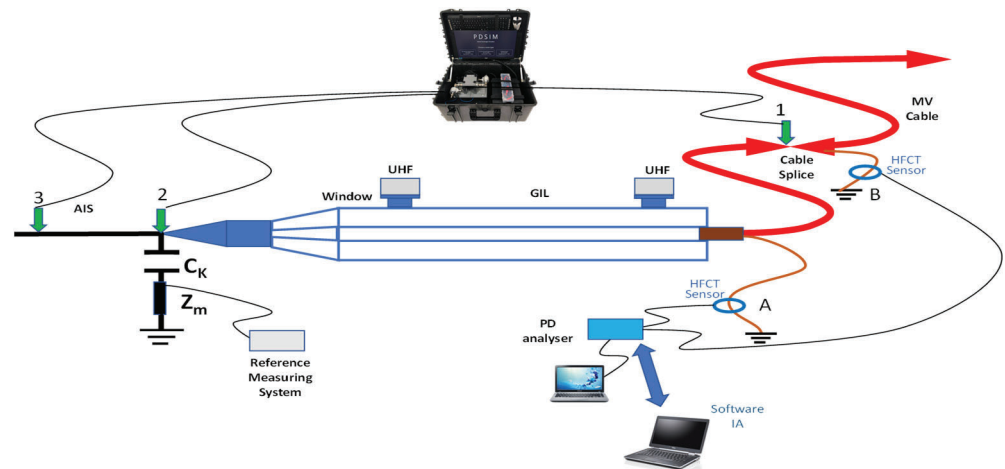 PDSIM
1
MV
Cable
Cable
Splice
HFCT
Sensor
B
UHF
UHF
Window
GIL
3
AIS
2
C_K
Z_m
HFCT
Sensor
A
PD
analyser
Reference
Measuring
System
Software
IA